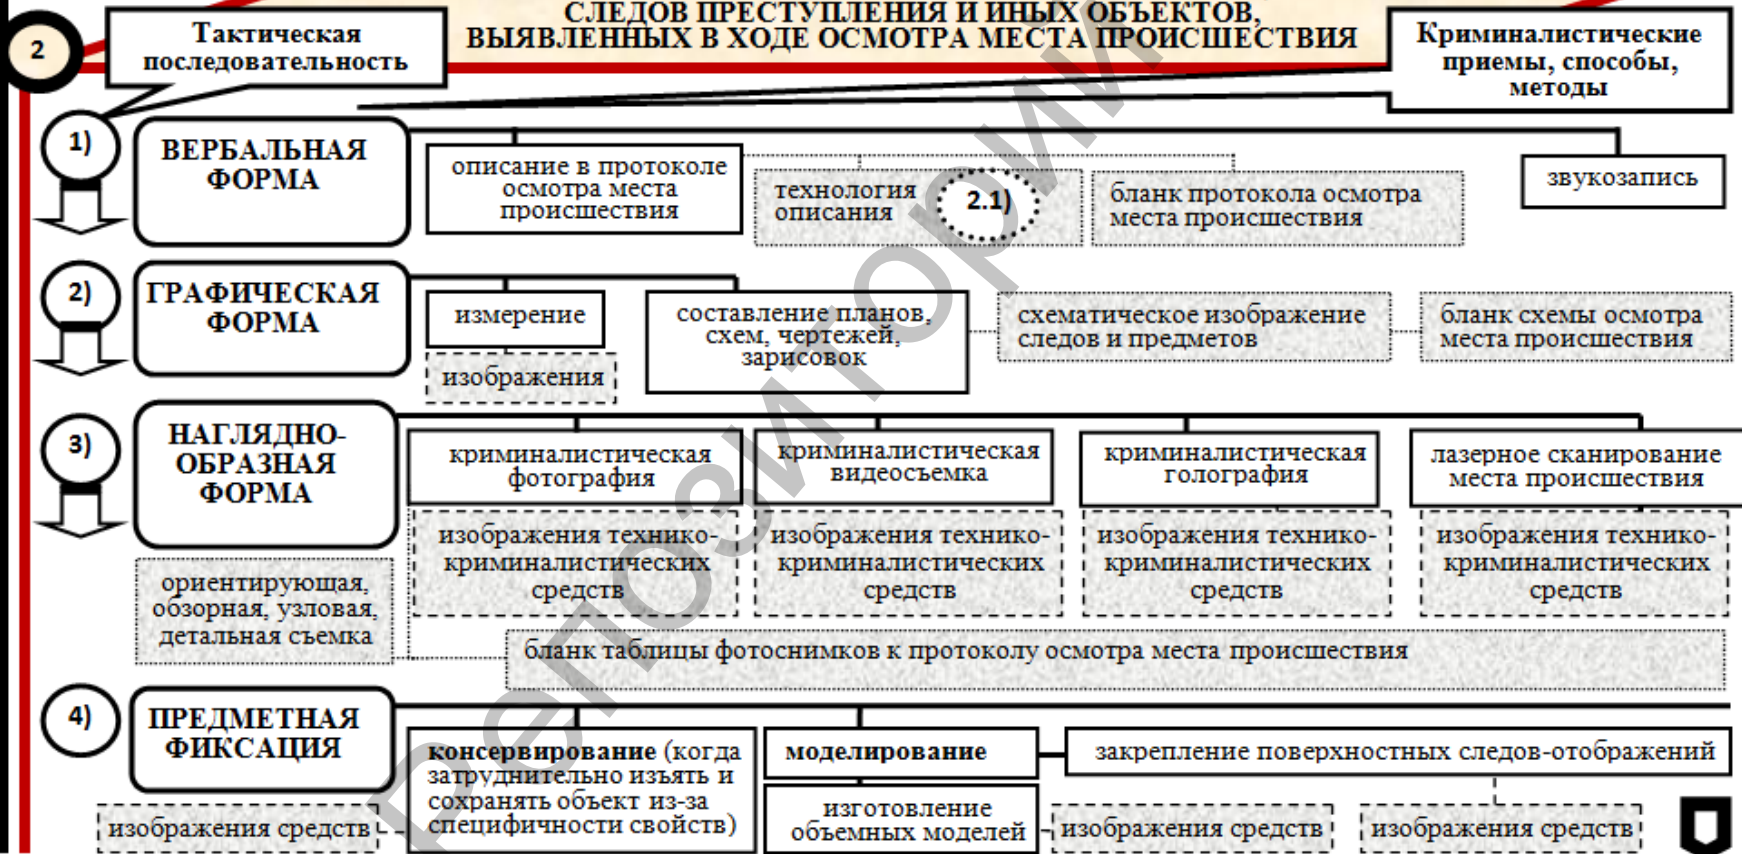 СЛЕДОВ ПРЕСТУПЛЕНИЯ И ИНЫХ ОБЪЕКТОВ,
ВЫЯВЛЕННЫХ В ХОДЕ ОСМОТРА МЕСТА ПРОИСШЕСТВИЯ
2
Тактическая
последовательность
Криминалистические
приемы, способы,
методы
1)
ВЕРБАЛЬНАЯ
ФОРМА
описание в протоколе
осмотра места
происшествия
технология
описания
2.1)
бланк протокола осмотра
места происшествия
звукозапись
2)
ГРАФИЧЕСКАЯ
ФОРМА
измерение
изображения
составление планов,
схем, чертежей,
зарисовок
схематическое изображение
следов и предметов
бланк схемы осмотра
места происшествия
3)
НАГЛЯДНО-
ОБРАЗНАЯ
ФОРМА
криминалистическая
фотография
криминалистическая
видеосъемка
криминалистическая
голография
лазерное сканирование
места происшествия
изображения технико-
криминалистических
средств
изображения технико-
криминалистических
средств
изображения технико-
криминалистических
средств
изображения технико-
криминалистических
средств
ориентирующая,
обзорная, узловая,
детальная съемка
бланк таблицы фотоснимков к протоколу осмотра места происшествия
4)
ПРЕДМЕТНАЯ
ФИКСАЦИЯ
консервирование (когда
затруднительно изъять и
сохранять объект из-за
специфичности свойств)
изображения средств
моделирование
изготовление
объемных моделей
изображения средств
закрепление поверхностных следов-отображений
изображения средств
Репозиторий